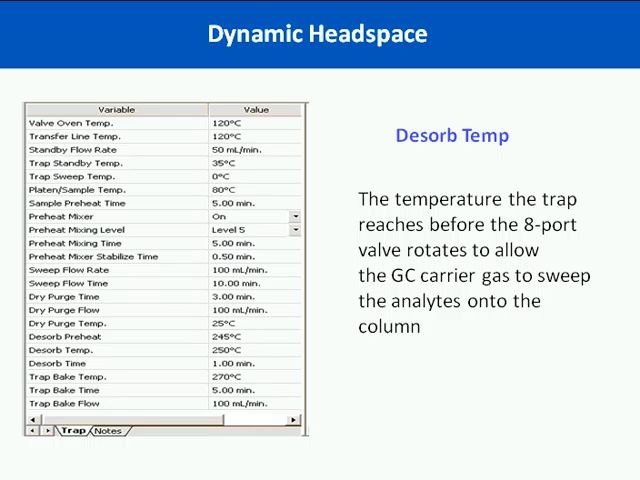 Dynamic Headspace
Variable Value
Valve Oven Temp. 120°C
Transfer Line Temp. 120°C
Standby Flow Rate 50 mL/min.
Trap Standby Temp. 35°C
Trap Sweep Temp. 0°C
Platen/Sample Temp. 80°C
Sample Preheat Time 5.00 min.
Preheat Mixer On
Preheat Mixing Level Level 5
Preheat Mixing Time 5.00 min.
Preheat Mixer Stabilize Time 0.50 min.
Sweep Flow Rate 100 mL/min.
Sweep Flow Time 10.00 min.
Dry Purge Time 3.00 min.
Dry Purge Flow 100 mL/min.
Dry Purge Temp. 25°C
Desorb Preheat 245°C
Desorb Temp. 250°C
Desorb Time 1.00 min.
Trap Bake Temp. 270°C
Trap Bake Time 5.00 min.
Trap Bake Flow 100 mL/min.
Trap Notes
Desorb Temp
The temperature the trap
reaches before the 8-port
valve rotates to allow
the GC carrier gas to sweep
the analytes onto the
column